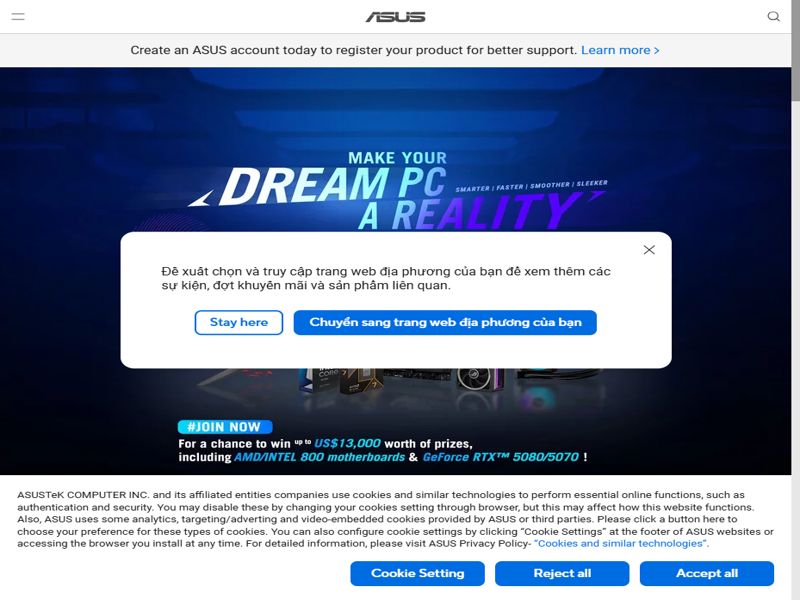 ASUS
Create an ASUS account today to register your product for better support. Learn more >
MAKE YOUR
DREAM PC
SMARTER | FASTER | SMOOTHER | SLEEKER
A REALITY
Đề xuất chọn và truy cập trang web địa phương của bạn để xem thêm các
sự kiện, đợt khuyến mãi và sản phẩm liên quan.
Stay here
Chuyển sang trang web địa phương của bạn
#JOIN NOW
For a chance to win up to US$13,000 worth of prizes,
including AMD/INTEL 800 motherboards & GeForce RTX™ 5080/5070 !
ASUSTeK COMPUTER INC. and its affiliated entities companies use cookies and similar technologies to perform essential online functions, such as
authentication and security. You may disable these by changing your cookies setting through browser, but this may affect how this website functions.
Also, ASUS uses some analytics, targeting/adverting and video-embedded cookies provided by ASUS or third parties. Please click a button here to
choose your preference for these types of cookies. You can also configure cookie settings by clicking “Cookie Settings” at the footer of ASUS websites or
accessing the browser you install at any time. For detailed information, please visit ASUS Privacy Policy- “Cookies and similar technologies”.
Cookie Setting
Reject all
Accept all